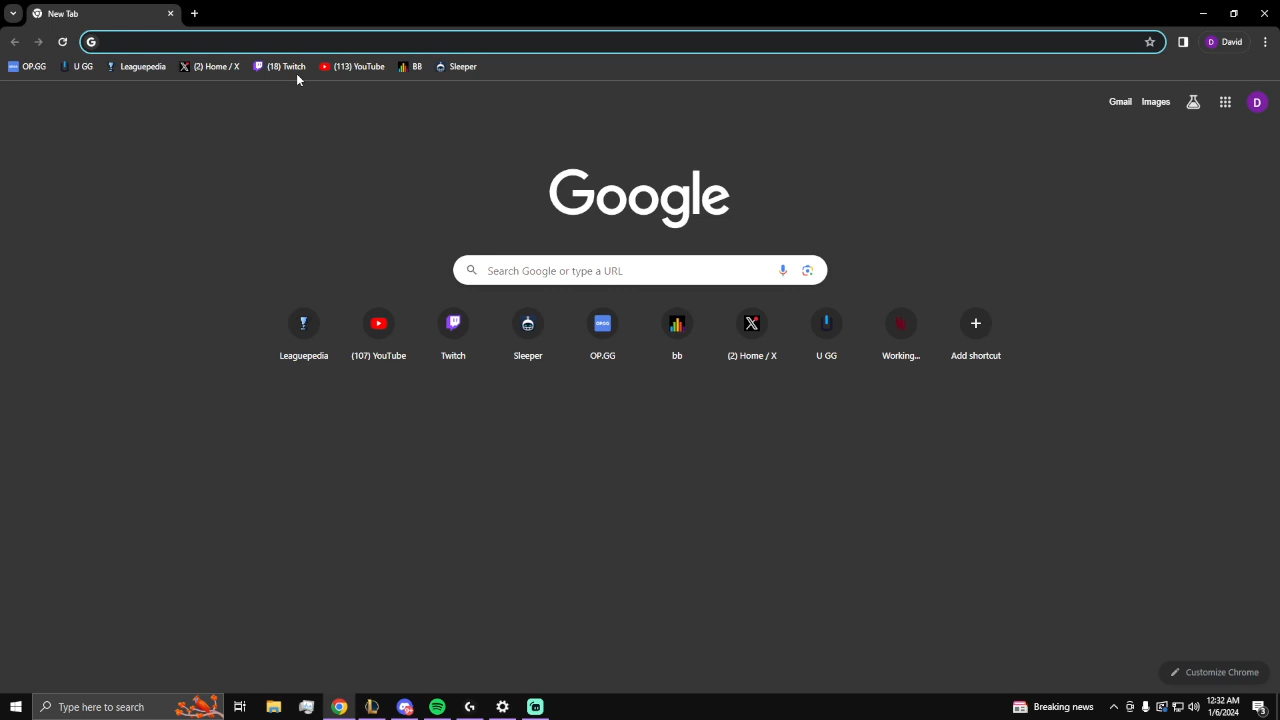 New Tab
David
OP.GG U GG Leaguepedia (2) Home / X (18) Twitch (113) YouTube BB Sleeper
Gmail Images D
Google
Search Google or type a URL
Leaguepedia (107) YouTube Twitch Sleeper OP.GG bb (2) Home / X U GG Working... Add shortcut
Customize Chrome
Type here to search
Breaking news
12:32 AM
1/6/2024